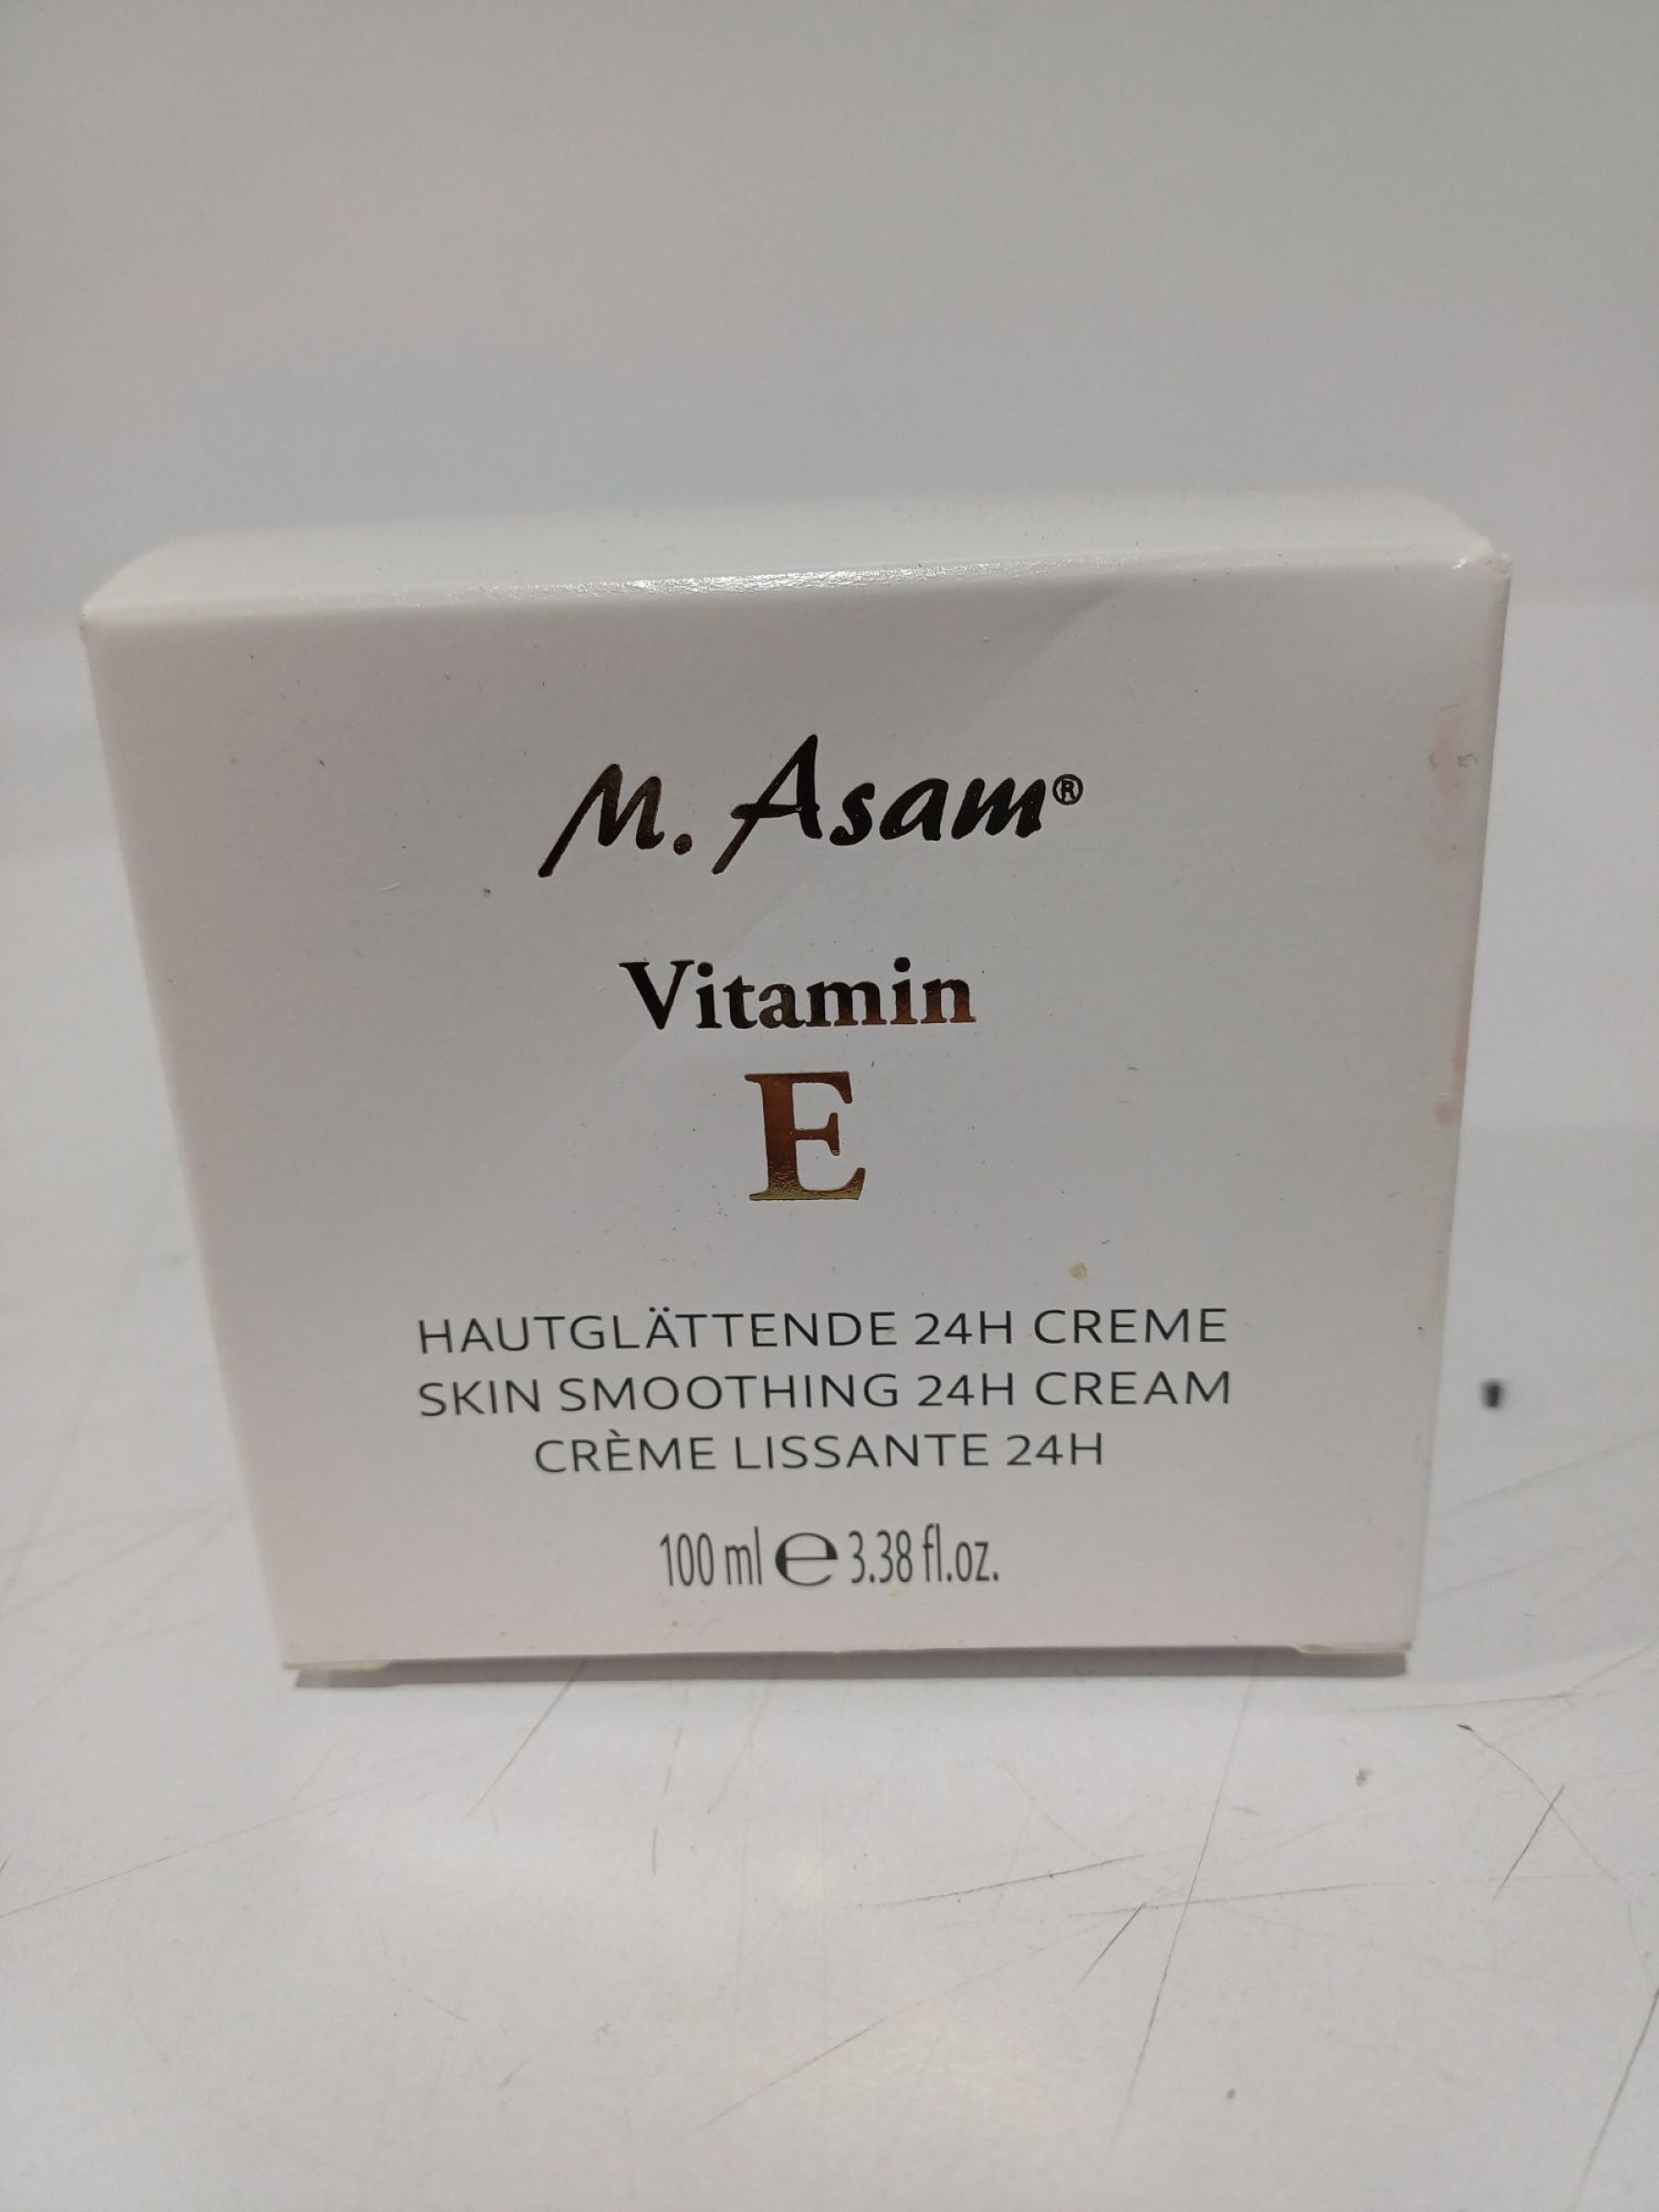 M. Asam®
Vitamin
E
HAUTGLÄTTENDE 24H CREME
SKIN SMOOTHING 24H CREAM
CRÈME LISSANTE 24H
100 ml ℮ 3.38 fl.oz.